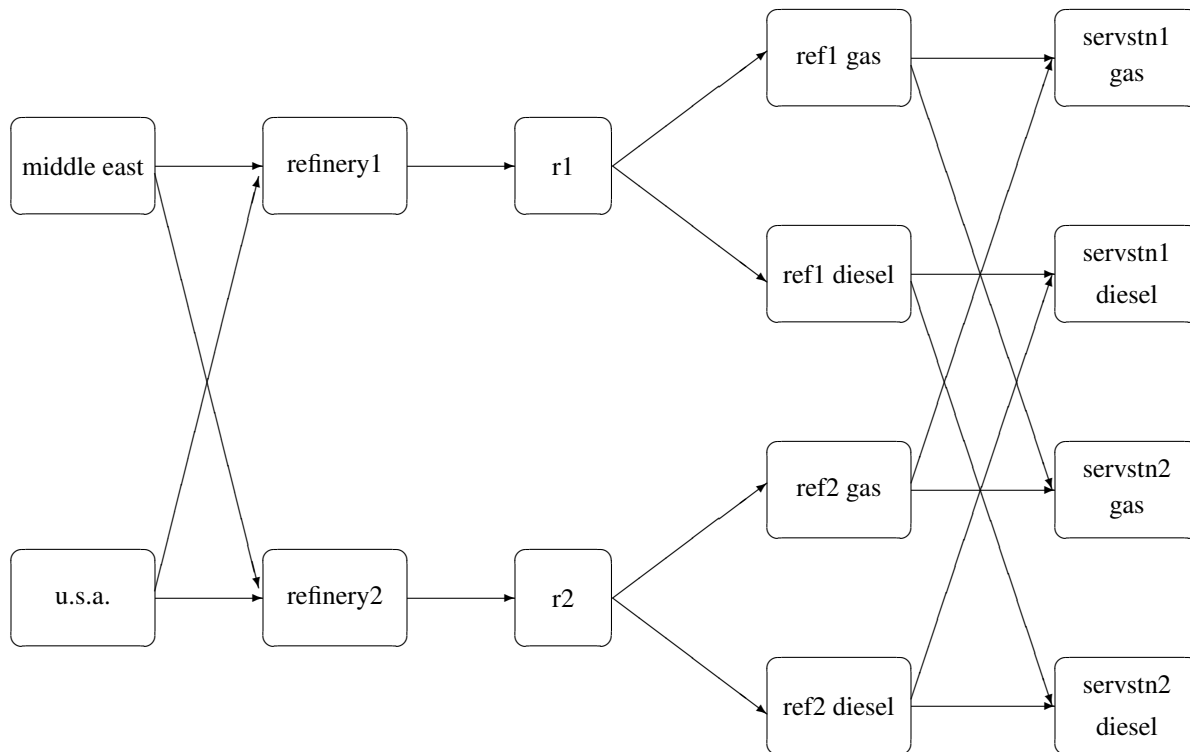 ref1 gas
servstn1
gas
middle east
refinery1
r1
ref1 diesel
servstn1
diesel
ref2 gas
servstn2
gas
u.s.a.
refinery2
r2
ref2 diesel
servstn2
diesel